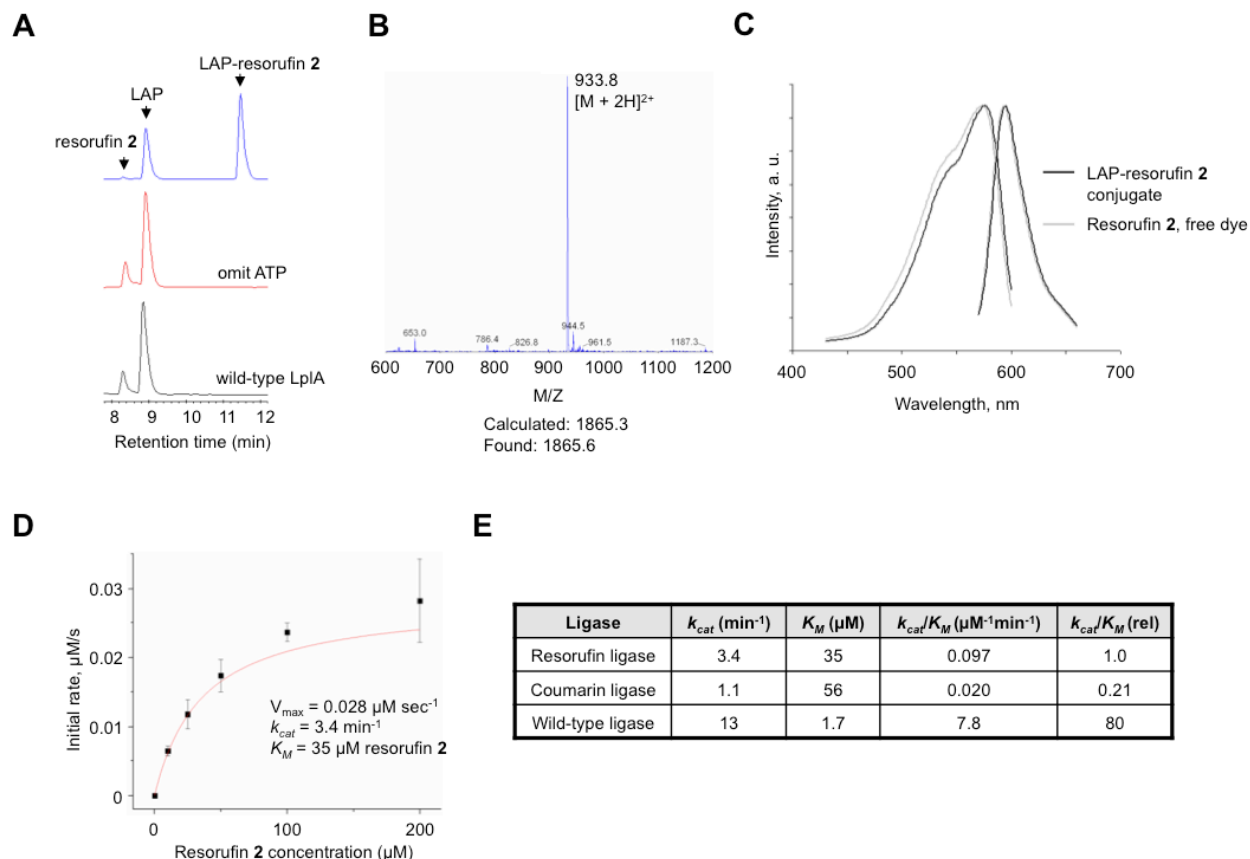 A
LAP-resorufin 2
LAP
resorufin 2
omit ATP
wild-type LplA
8 9 10 11 12
Retention time (min)
B
933.8
[M + 2H]²⁺
653.0
786.4
826.8
944.5
961.5
1187.3
600 700 800 900 1000 1100 1200
M/Z
Calculated: 1865.3
Found: 1865.6
C
Intensity, a. u.
LAP-resorufin 2
conjugate
Resorufin 2, free dye
400 500 600 700
Wavelength, nm
D
Initial rate, µM/s
0.03
0.02
0.01
0
Vmax = 0.028 µM sec⁻¹
kcat = 3.4 min⁻¹
KM = 35 µM resorufin 2
0 100 200
Resorufin 2 concentration (µM)
E
Ligase kcat (min⁻¹) KM (µM) kcat/KM (µM⁻¹min⁻¹) kcat/KM (rel)
Resorufin ligase 3.4 35 0.097 1.0
Coumarin ligase 1.1 56 0.020 0.21
Wild-type ligase 13 1.7 7.8 80